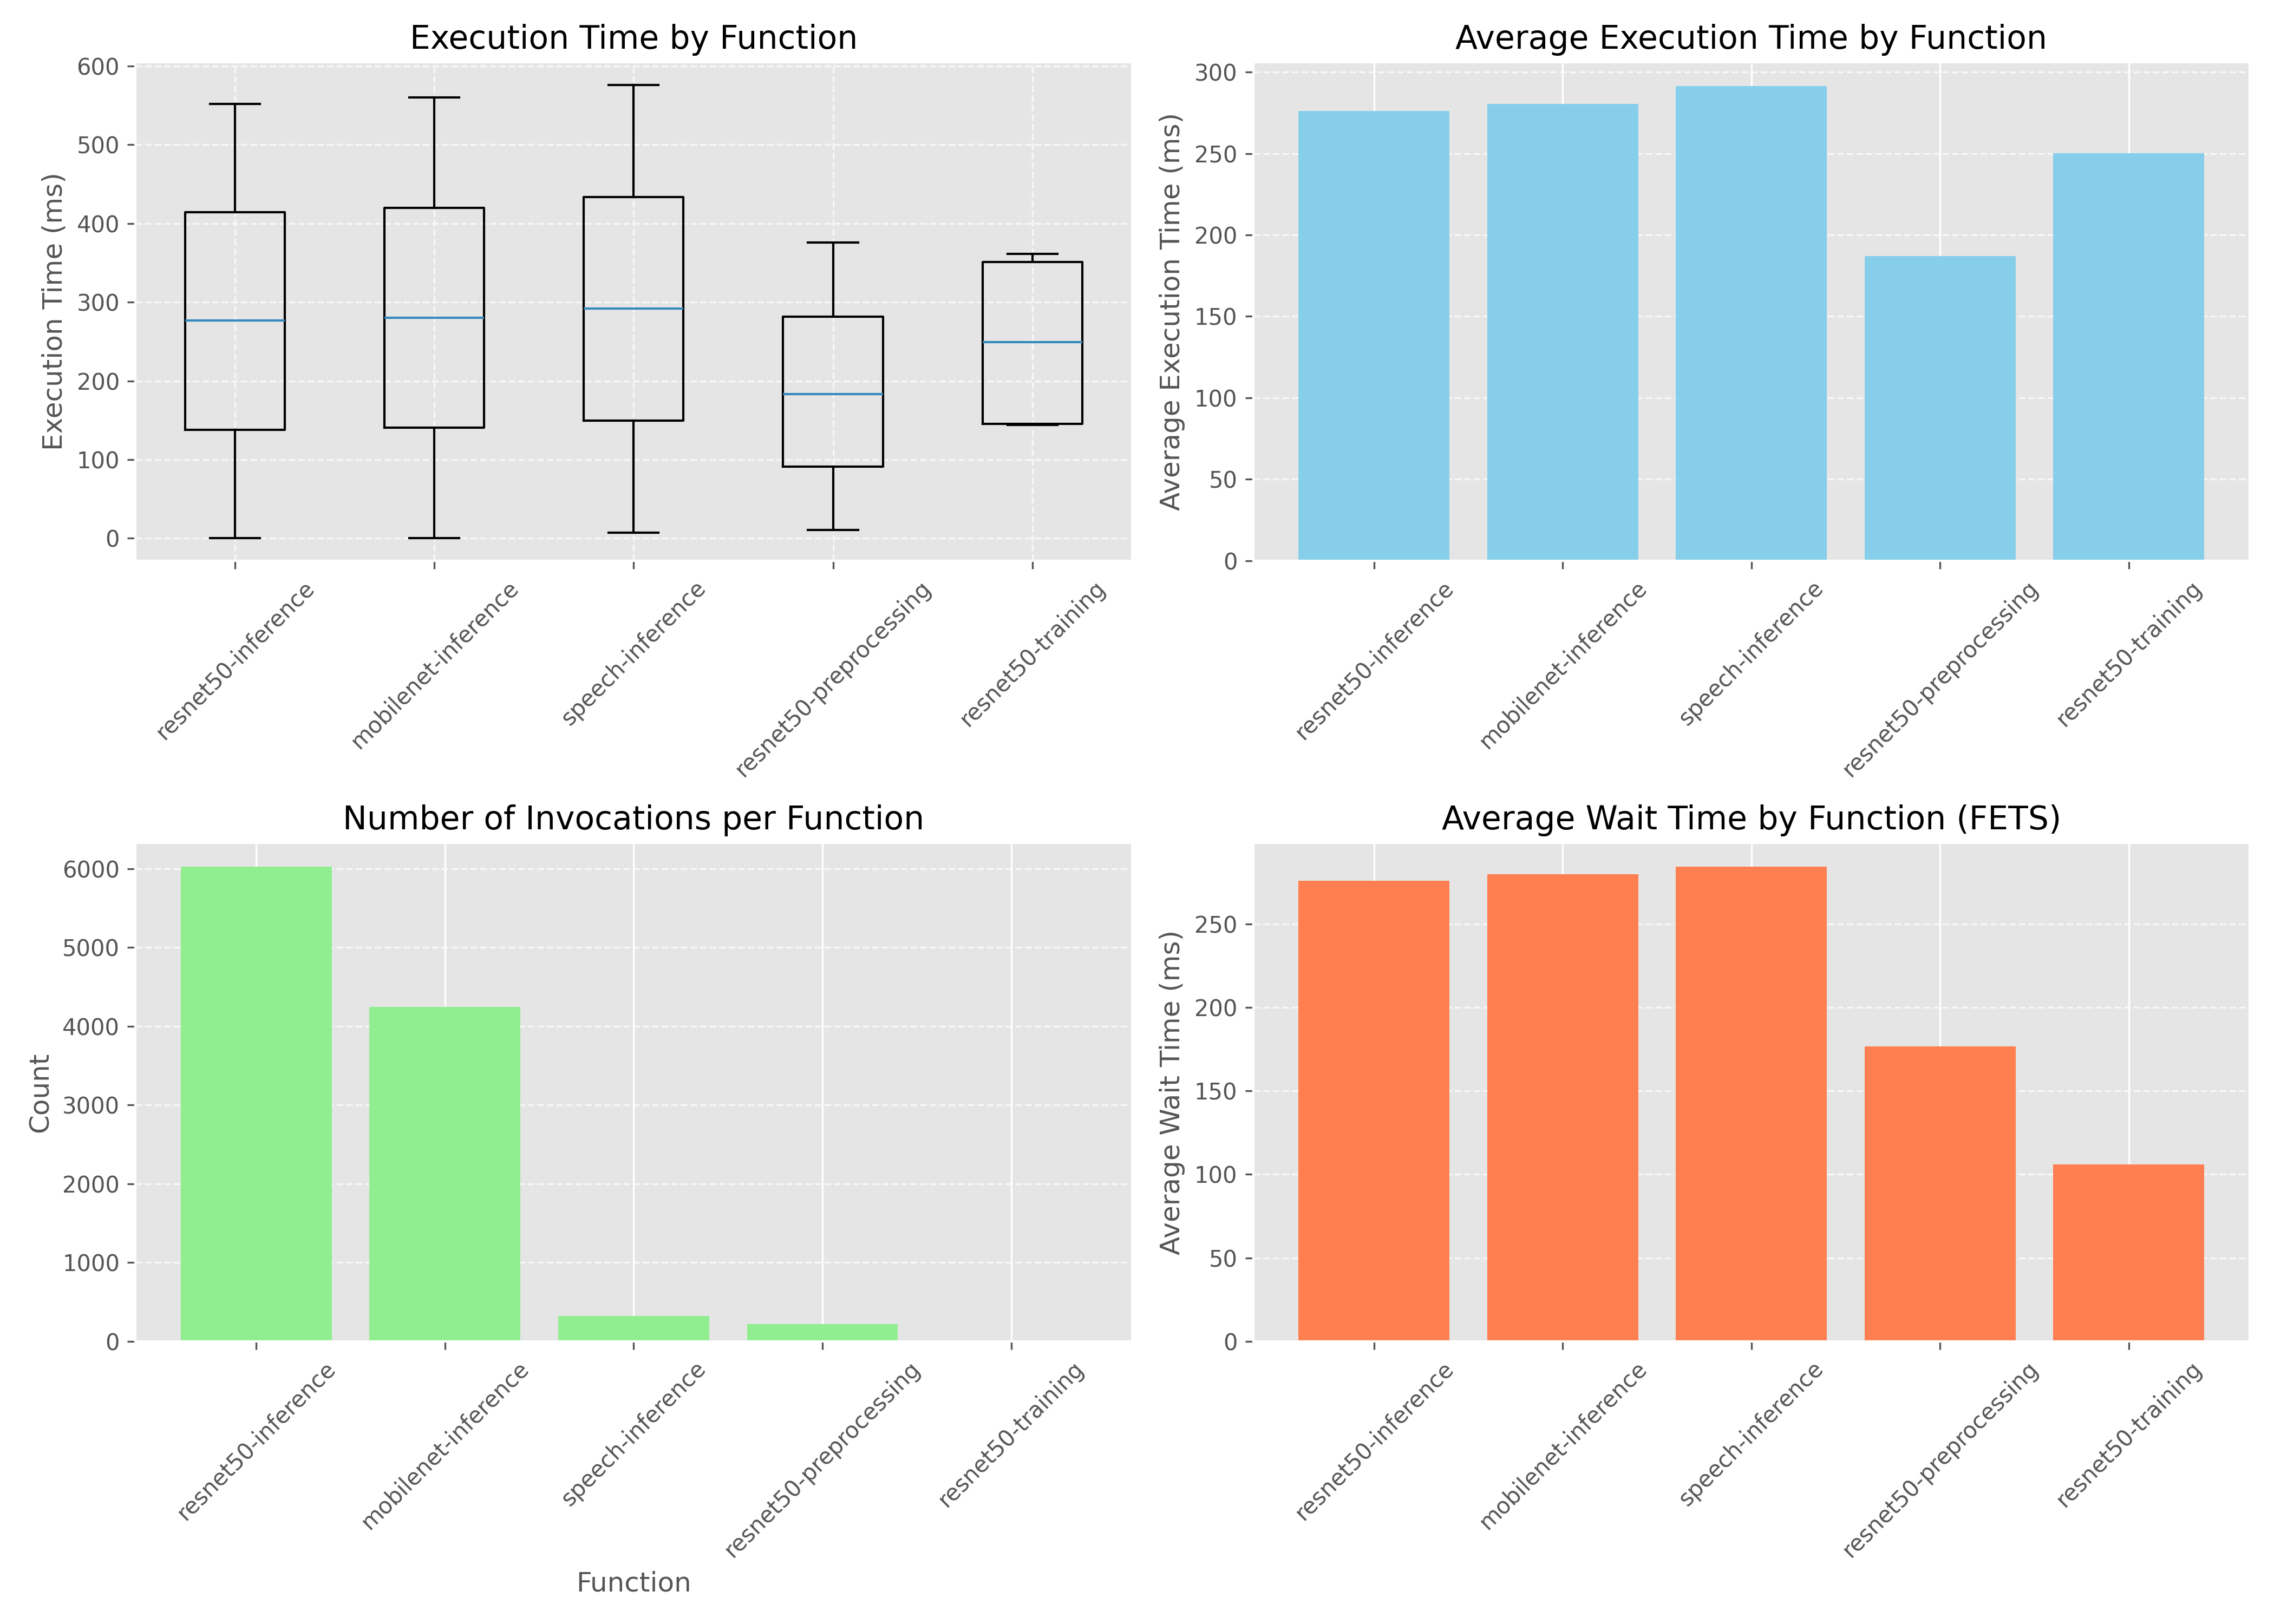 Execution Time by Function
Execution Time (ms)
600
500
400
300
200
100
0
resnet50-inference
mobilenet-inference
speech-inference
resnet50-preprocessing
resnet50-training
Average Execution Time by Function
Average Execution Time (ms)
300
250
200
150
100
50
0
resnet50-inference
mobilenet-inference
speech-inference
resnet50-preprocessing
resnet50-training
Number of Invocations per Function
Count
6000
5000
4000
3000
2000
1000
0
resnet50-inference
mobilenet-inference
speech-inference
resnet50-preprocessing
resnet50-training
Function
Average Wait Time by Function (FETS)
Average Wait Time (ms)
250
200
150
100
50
0
resnet50-inference
mobilenet-inference
speech-inference
resnet50-preprocessing
resnet50-training